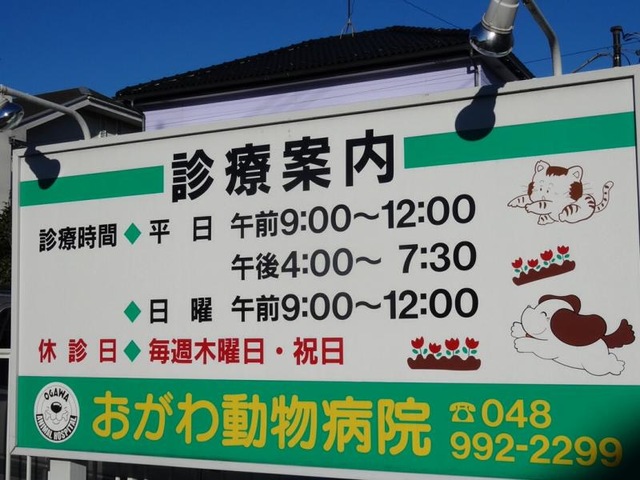 診療案内
診療時間◆平日 午前9:00～12:00
午後4:00～ 7:30
◆日曜 午前9:00～12:00
休診日◆毎週木曜日・祝日
OGAWA
ANIMAL HOSPITAL
おがわ動物病院
☎048
992-2299